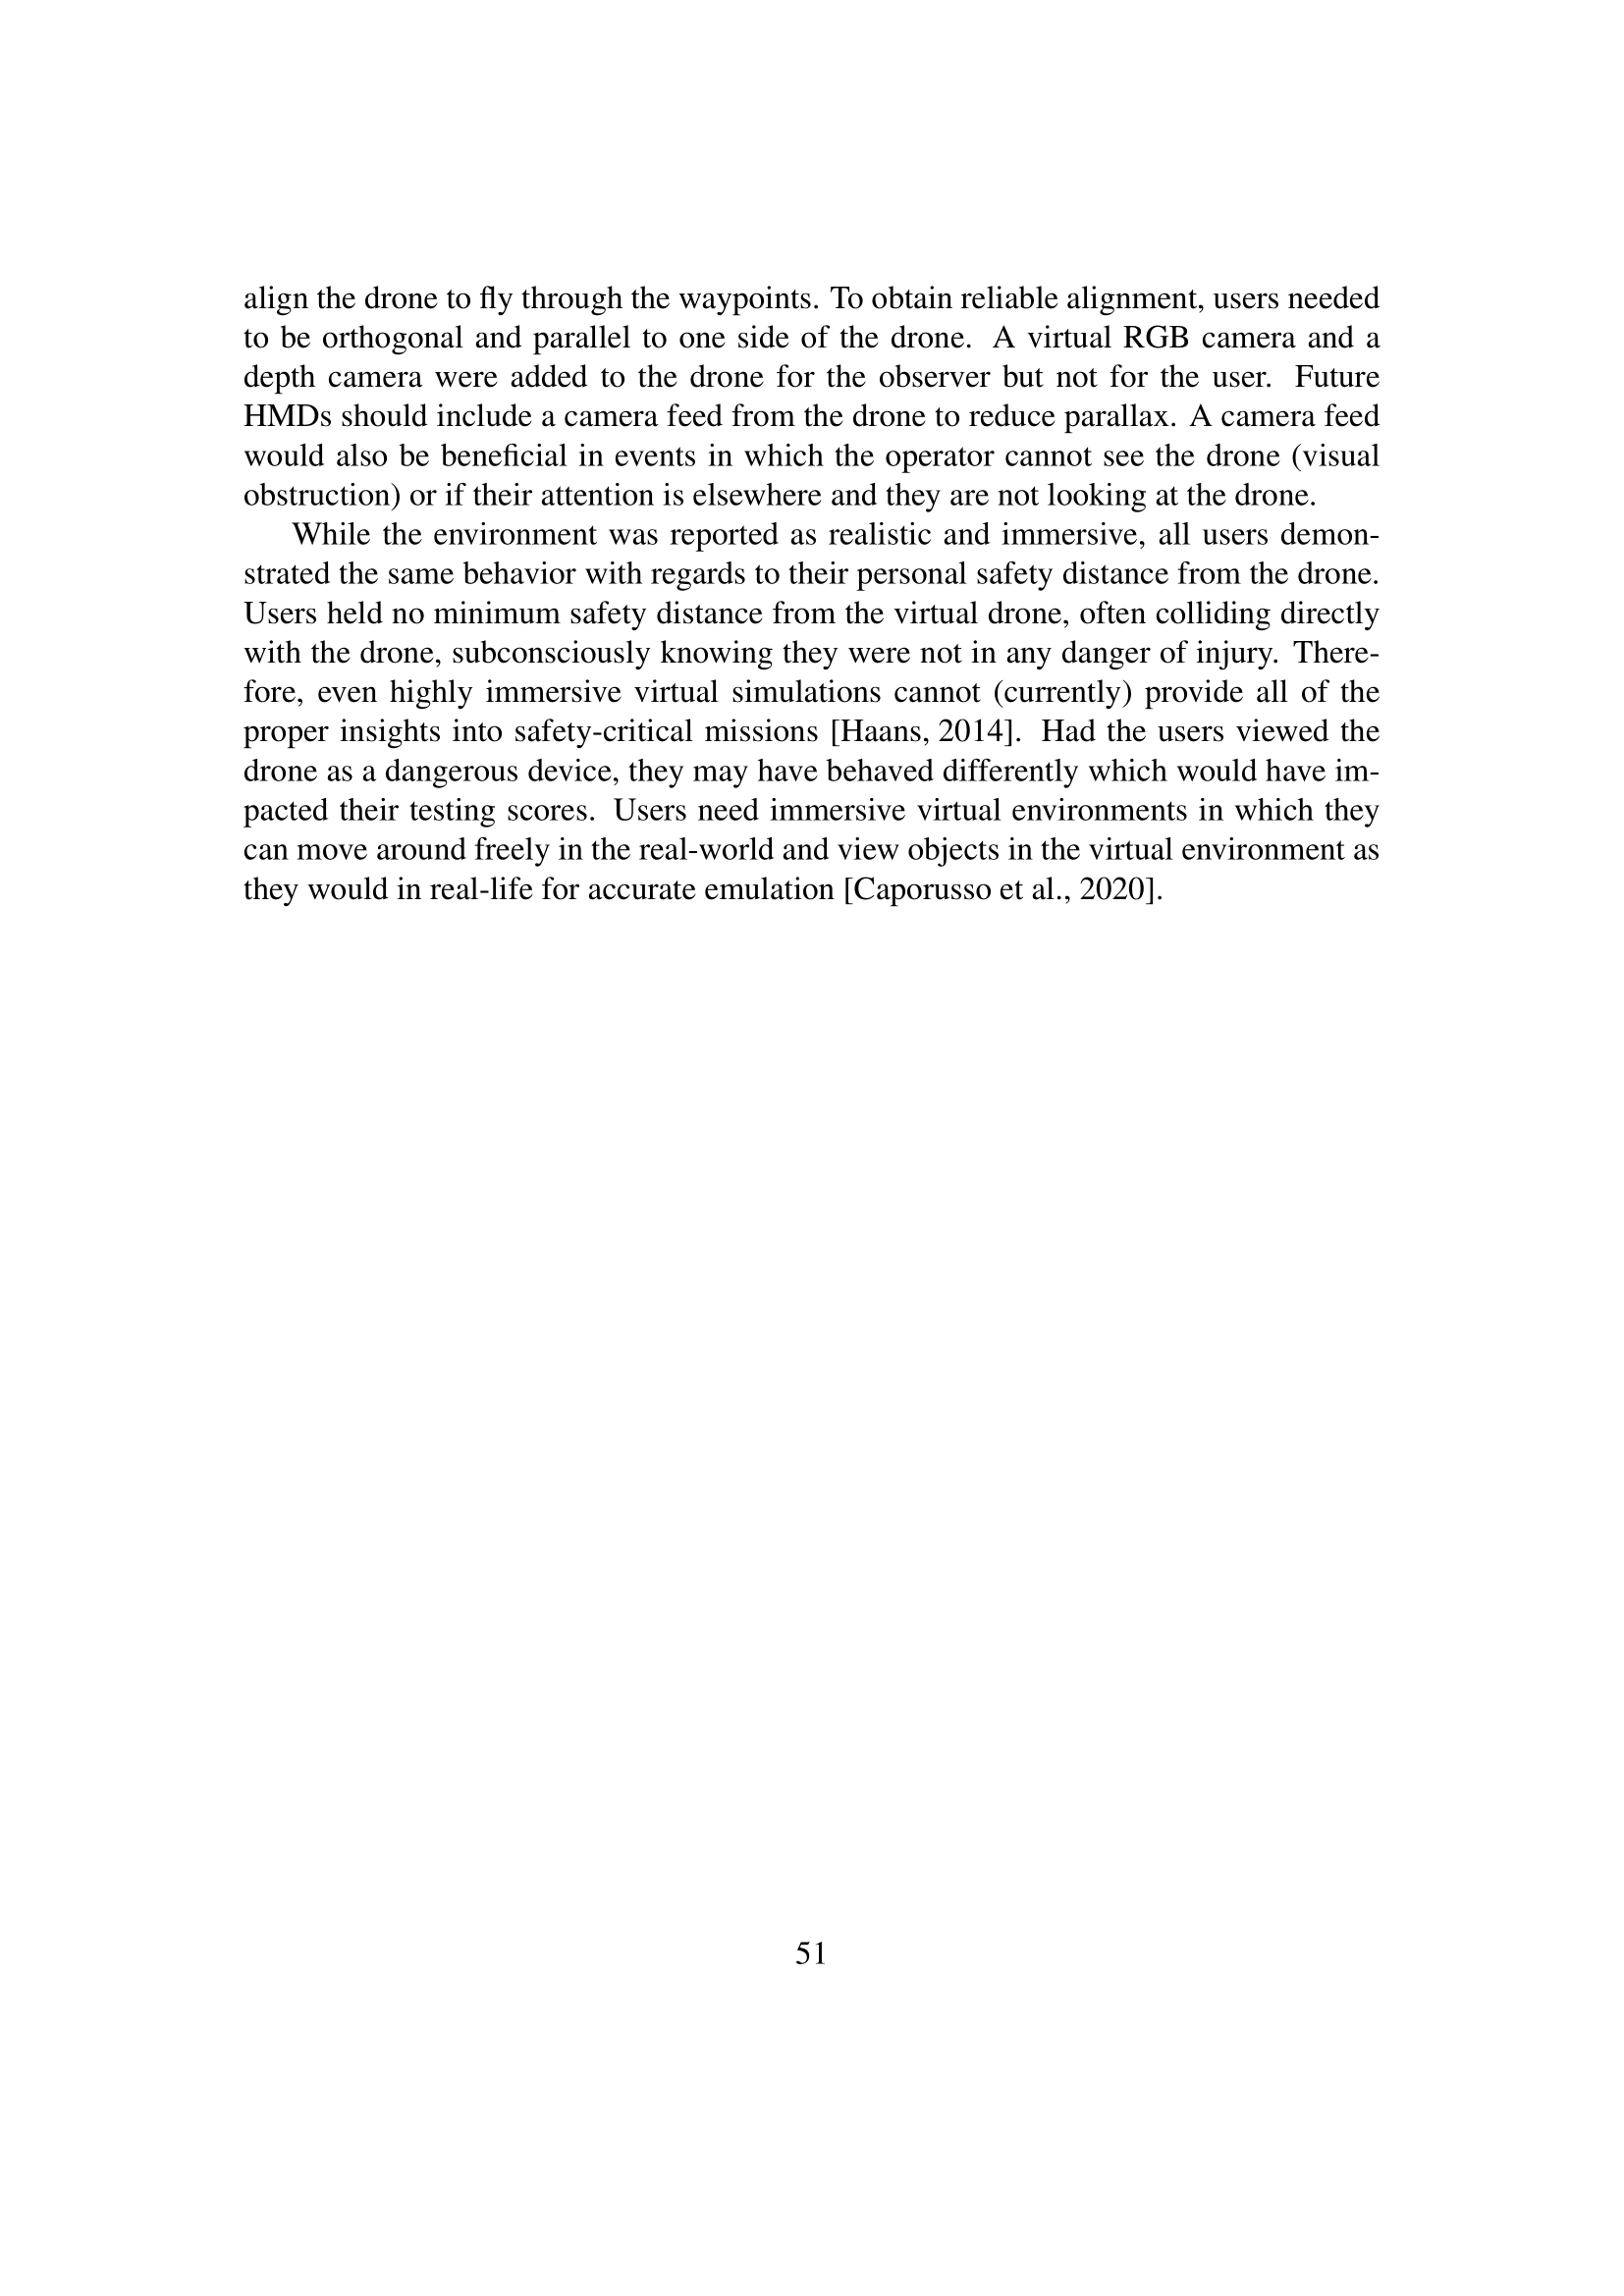 align the drone to fly through the waypoints. To obtain reliable alignment, users needed
to be orthogonal and parallel to one side of the drone. A virtual RGB camera and a
depth camera were added to the drone for the observer but not for the user. Future
HMDs should include a camera feed from the drone to reduce parallax. A camera feed
would also be beneficial in events in which the operator cannot see the drone (visual
obstruction) or if their attention is elsewhere and they are not looking at the drone.
While the environment was reported as realistic and immersive, all users demon-
strated the same behavior with regards to their personal safety distance from the drone.
Users held no minimum safety distance from the virtual drone, often colliding directly
with the drone, subconsciously knowing they were not in any danger of injury. There-
fore, even highly immersive virtual simulations cannot (currently) provide all of the
proper insights into safety-critical missions [Haans, 2014]. Had the users viewed the
drone as a dangerous device, they may have behaved differently which would have im-
pacted their testing scores. Users need immersive virtual environments in which they
can move around freely in the real-world and view objects in the virtual environment as
they would in real-life for accurate emulation [Caporusso et al., 2020].
51